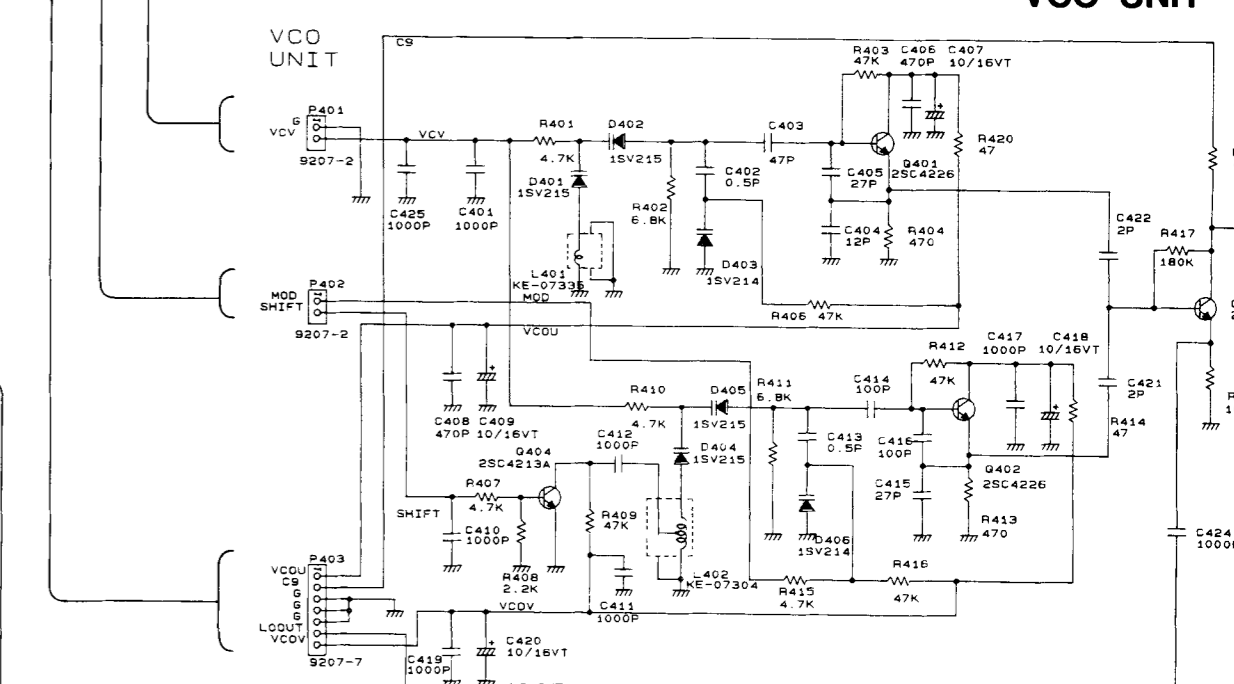 VCO UNIT
VCO
UNIT
C9
R403
47K
C406
470P
C407
10/16VT
P401
G
VCV
9207-2
VCV
R401
4.7K
D402
1SV215
C403
47P
R420
47
Q401
2SC4226
C425
1000P
C401
1000P
D401
1SV215
R402
6.8K
C402
0.5P
C405
27P
C404
12P
R404
470
C422
2P
R417
180K
L401
KE-07335
D403
1SV214
P402
MOD
SHIFT
9207-2
MOD
R406
47K
VCOU
C408
470P
C409
10/16VT
R410
4.7K
D405
1SV215
R411
6.8K
C414
100P
R412
47K
C417
1000P
C418
10/16VT
C421
2P
R414
47
C412
1000P
D404
1SV215
C413
0.5P
C416
100P
Q404
2SC4213A
Q402
2SC4226
R407
4.7K
SHIFT
C410
1000P
R409
47K
C415
27P
R413
470
D406
1SV214
C424
R408
2.2K
L402
KE-07304
R416
47K
R415
4.7K
P403
VCOU
C9
G
G
G
LOOUT
VCOV
9207-7
VCOV
C411
1000P
C419
1000P
C420
10/16VT